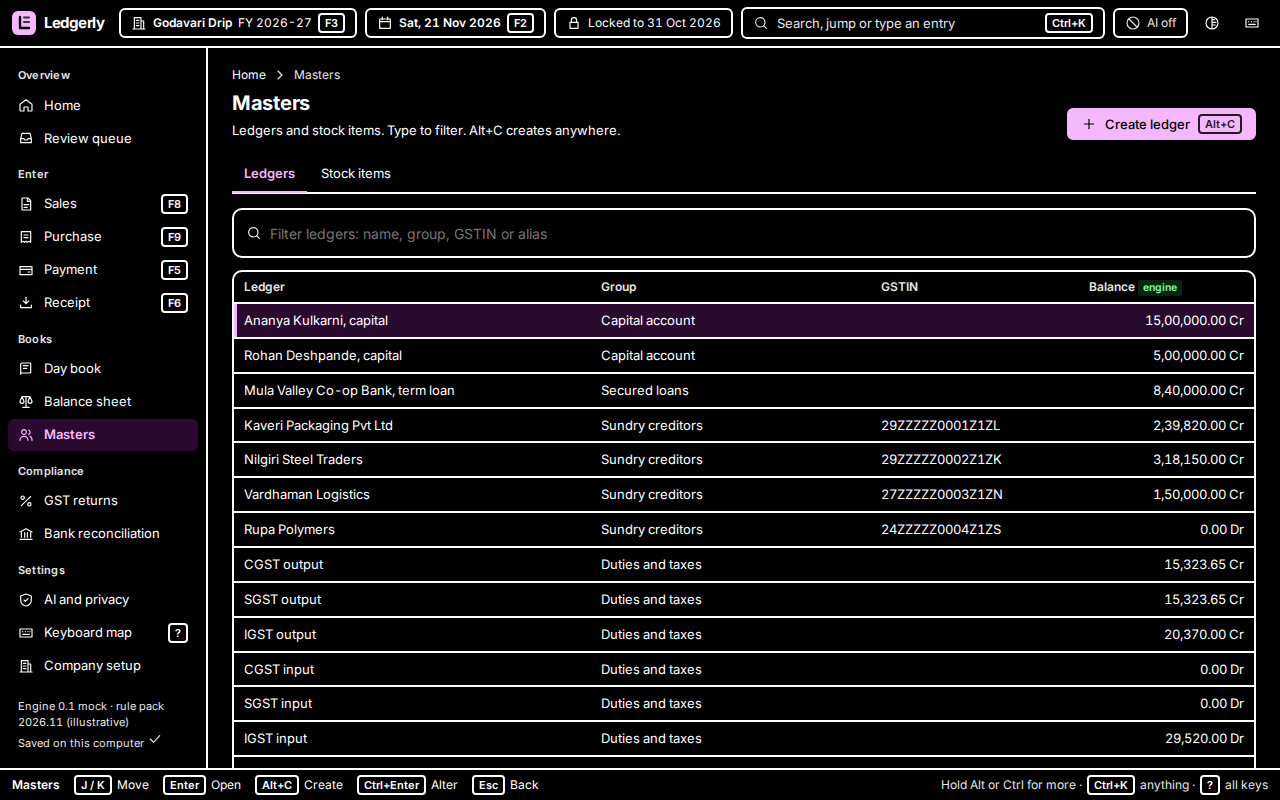 Ledgerly
Godavari Drip FY 2026-27 F3
Sat, 21 Nov 2026 F2
Locked to 31 Oct 2026
Search, jump or type an entry Ctrl+K
AI off
Overview
Home
Review queue
Enter
Sales F8
Purchase F9
Payment F5
Receipt F6
Books
Day book
Balance sheet
Masters
Compliance
GST returns
Bank reconciliation
Settings
AI and privacy
Keyboard map ?
Company setup
Engine 0.1 mock · rule pack
2026.11 (illustrative)
Saved on this computer
Home Masters
Masters
Ledgers and stock items. Type to filter. Alt+C creates anywhere.
Create ledger Alt+C
Ledgers Stock items
Filter ledgers: name, group, GSTIN or alias
Ledger Group GSTIN Balance engine
Ananya Kulkarni, capital Capital account 15,00,000.00 Cr
Rohan Deshpande, capital Capital account 5,00,000.00 Cr
Mula Valley Co-op Bank, term loan Secured loans 8,40,000.00 Cr
Kaveri Packaging Pvt Ltd Sundry creditors 29ZZZZZ0001Z1ZL 2,39,820.00 Cr
Nilgiri Steel Traders Sundry creditors 29ZZZZZ0002Z1ZK 3,18,150.00 Cr
Vardhaman Logistics Sundry creditors 27ZZZZZ0003Z1ZN 1,50,000.00 Cr
Rupa Polymers Sundry creditors 24ZZZZZ0004Z1ZS 0.00 Dr
CGST output Duties and taxes 15,323.65 Cr
SGST output Duties and taxes 15,323.65 Cr
IGST output Duties and taxes 20,370.00 Cr
CGST input Duties and taxes 0.00 Dr
SGST input Duties and taxes 0.00 Dr
IGST input Duties and taxes 29,520.00 Dr
Masters J / K Move Enter Open Alt+C Create Ctrl+Enter Alter Esc Back
Hold Alt or Ctrl for more · Ctrl+K anything · ? all keys